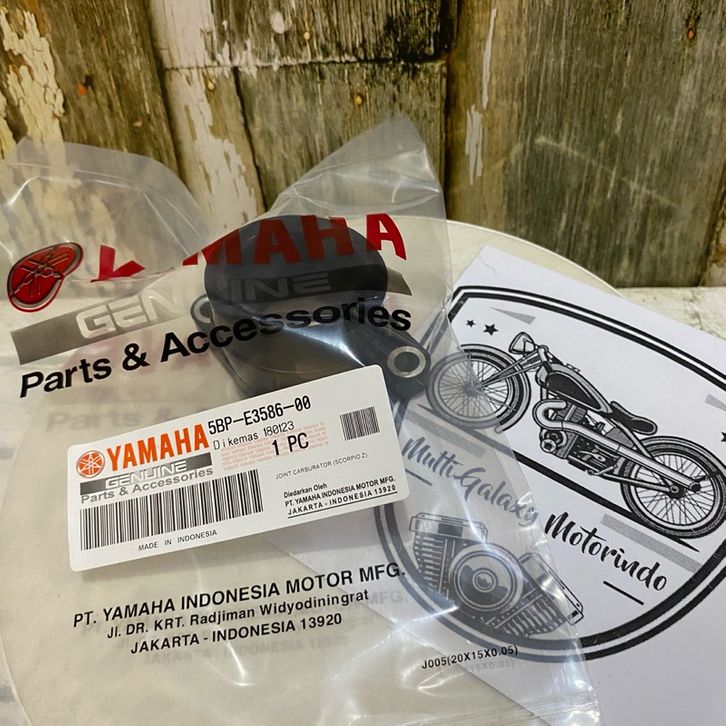 YAMAHA
GENUINE
Parts & Accessories
5BP-E3586-00
YAMAHA
Dikemas 180123
1 PC
GENUINE
Parts & Accessories
JOINT CARBURATOR (SCORPIO Z)
Diedarkan Oleh
PT. YAMAHA INDONESIA MOTOR MFG.
JAKARTA - INDONESIA 13920
MADE IN INDONESIA
PT. YAMAHA INDONESIA MOTOR MFG.
Jl. DR. KRT. Radjiman Widyodiningrat
JAKARTA - INDONESIA 13920
J005(20X15X0.05)
Multi Galaxy
Motorindo